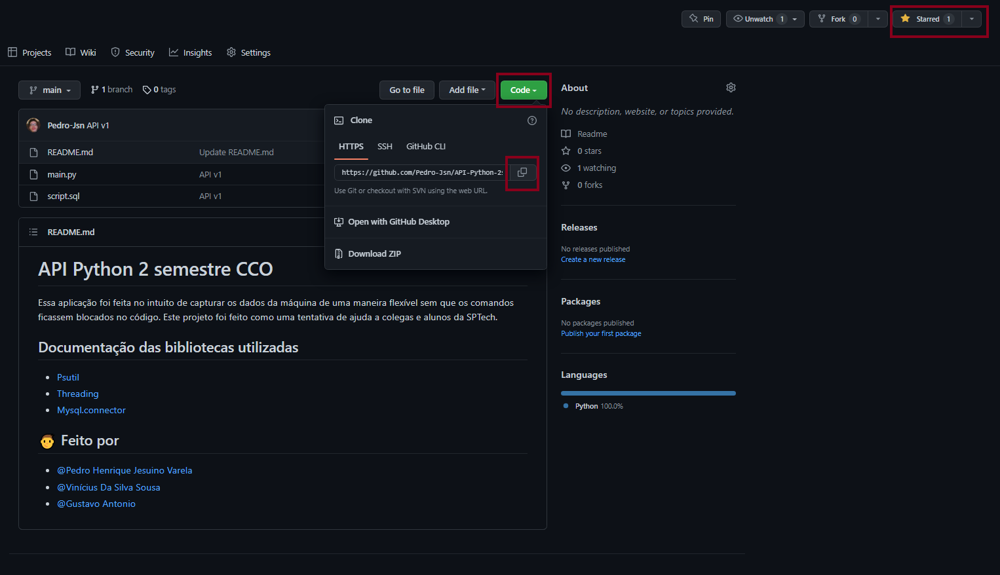 Pin
Unwatch 1
Fork 0
Starred 1
Projects
Wiki
Security
Insights
Settings
main
1 branch
0 tags
Go to file
Add file
Code
Pedro-Jsn API v1
README.md Update README.md
main.py API v1
script.sql API v1
Clone
HTTPS
SSH
GitHub CLI
https://github.com/Pedro-Jsn/API-Python-2s
Use Git or checkout with SVN using the web URL.
Open with GitHub Desktop
Download ZIP
README.md
API Python 2 semestre CCO
Essa aplicação foi feita no intuito de capturar os dados da máquina de uma maneira flexível sem que os comandos
ficassem blocados no código. Este projeto foi feito como uma tentativa de ajuda a colegas e alunos da SPTech.
Documentação das bibliotecas utilizadas
Psutil
Threading
Mysql.connector
Feito por
@Pedro Henrique Jesuino Varela
@Vinícius Da Silva Sousa
@Gustavo Antonio
About
No description, website, or topics provided.
Readme
0 stars
1 watching
0 forks
Releases
No releases published
Create a new release
Packages
No packages published
Publish your first package
Languages
Python 100.0%